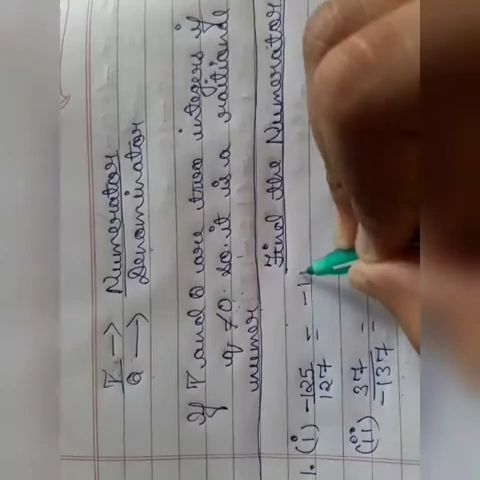 P → Numerator
Q → Denominator
If P and Q are two integers if
q ≠ 0. so. it is a rational
numer
Find the Numerator
1. (i) -125/127 = -1
(ii) 37/-137 =